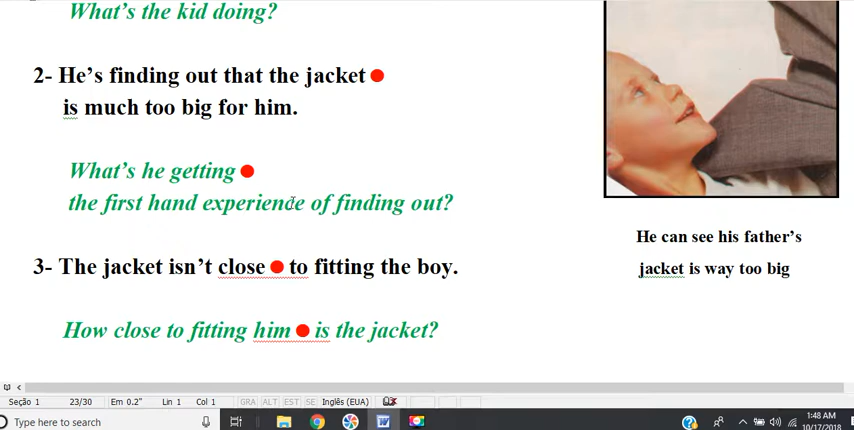 What's the kid doing?
2- He's finding out that the jacket
is much too big for him.
What's he getting
the first hand experience of finding out?
3- The jacket isn't close to fitting the boy.
How close to fitting him is the jacket?
He can see his father's
jacket is way too big
Seção 1 23/30 Em 0.2" Lin 1 Col 1 GRA ALT EST SE Inglês (EUA)
Type here to search
1:48 AM
10/17/2018